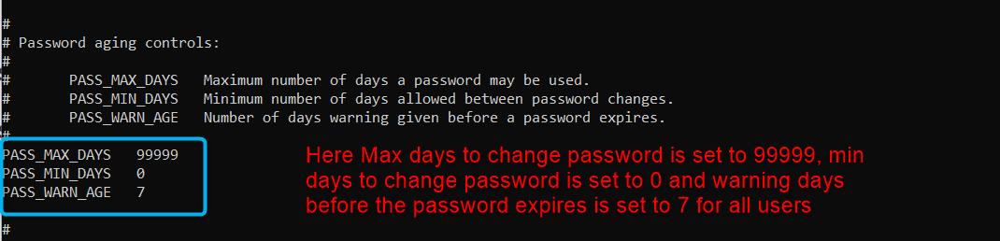 #
# Password aging controls:
#
# PASS_MAX_DAYS Maximum number of days a password may be used.
# PASS_MIN_DAYS Minimum number of days allowed between password changes.
# PASS_WARN_AGE Number of days warning given before a password expires.
#
PASS_MAX_DAYS 99999
PASS_MIN_DAYS 0
PASS_WARN_AGE 7
#
Here Max days to change password is set to 99999, min
days to change password is set to 0 and warning days
before the password expires is set to 7 for all users